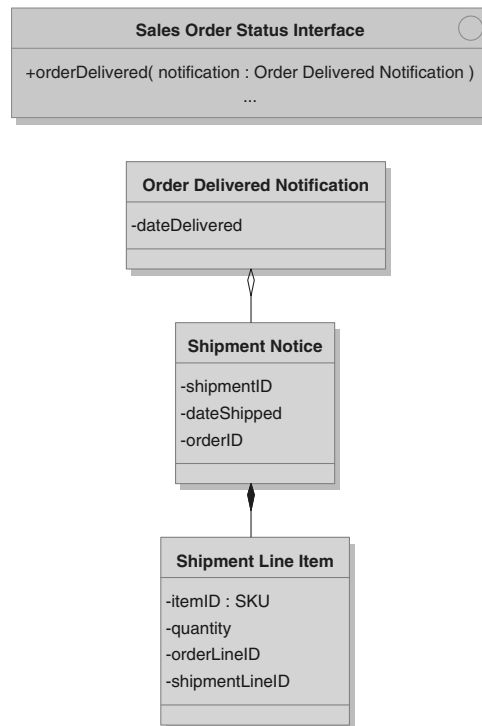 Sales Order Status Interface
+orderDelivered( notification : Order Delivered Notification )
...
Order Delivered Notification
-dateDelivered
Shipment Notice
-shipmentID
-dateShipped
-orderID
Shipment Line Item
-itemID : SKU
-quantity
-orderLineID
-shipmentLineID